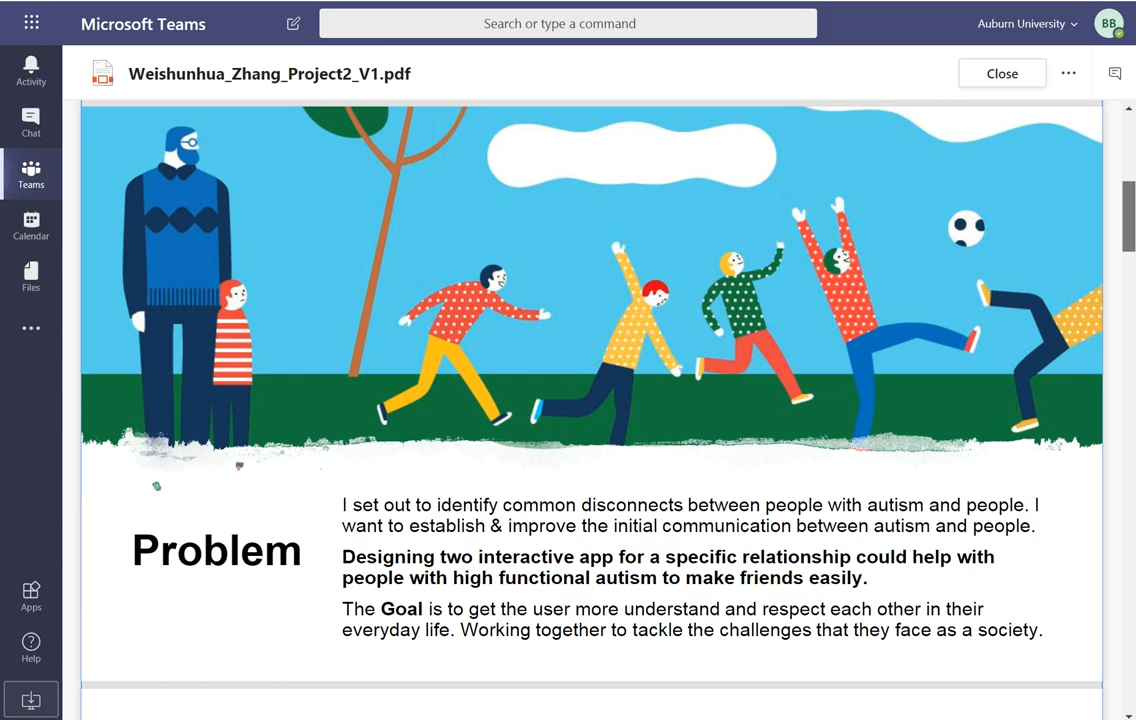 Microsoft Teams
Search or type a command
Auburn University
BB
Activity
Chat
Teams
Calendar
Files
Apps
Help
Weishunhua_Zhang_Project2_V1.pdf
Close
Problem
I set out to identify common disconnects between people with autism and people. I
want to establish & improve the initial communication between autism and people.
Designing two interactive app for a specific relationship could help with
people with high functional autism to make friends easily.
The Goal is to get the user more understand and respect each other in their
everyday life. Working together to tackle the challenges that they face as a society.